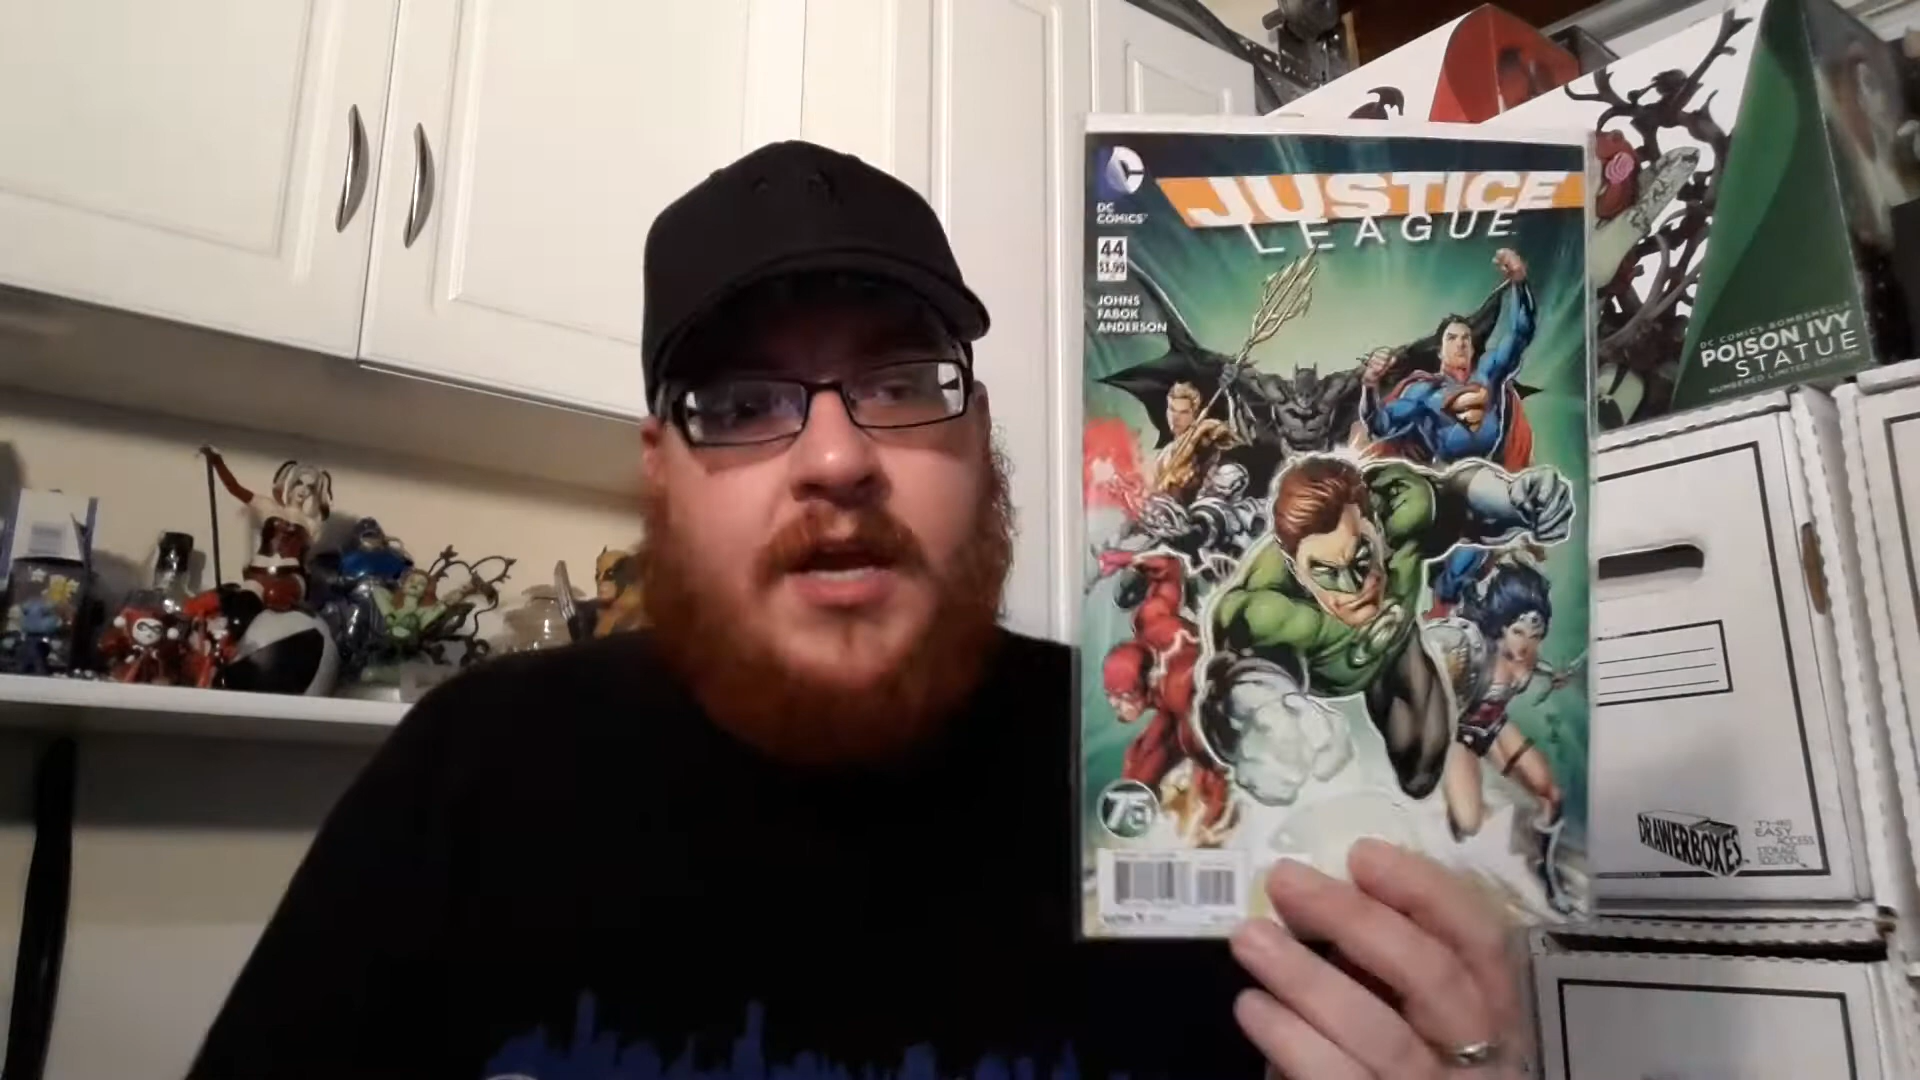 DC
COMICS
JUSTICE
LEAGUE
44
$3.99
JOHNS
FABOK
ANDERSON
75
DC COMICS BOMBSHELLS
POISON IVY
STATUE
NUMBERED LIMITED EDITION
DRAWERBOXES
THE
EASY
ACCESS
STORAGE
SOLUTION